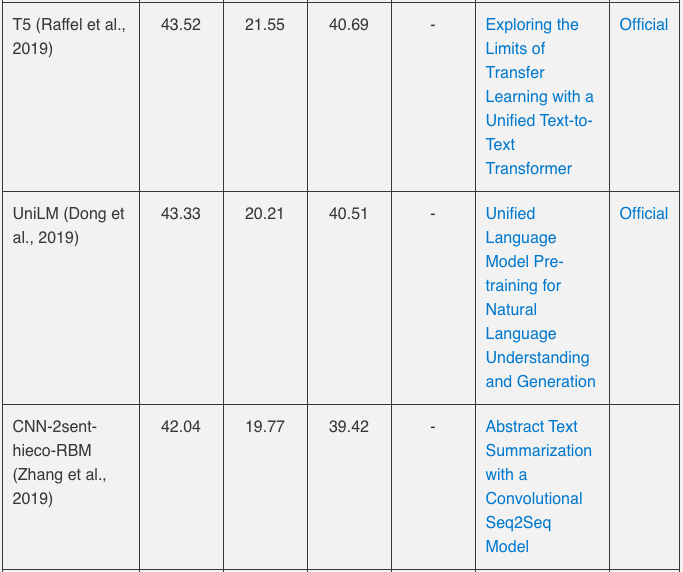 T5 (Raffel et al., 43.52 21.55 40.69 - Exploring the Official
2019) Limits of
Transfer
Learning with a
Unified Text-to-
Text
Transformer
UniLM (Dong et 43.33 20.21 40.51 - Unified Official
al., 2019) Language
Model Pre-
training for
Natural
Language
Understanding
and Generation
CNN-2sent- 42.04 19.77 39.42 - Abstract Text
hieco-RBM Summarization
(Zhang et al., with a
2019) Convolutional
Seq2Seq
Model